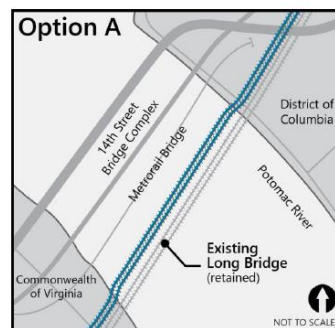 Option A
14th Street
Bridge Complex
Metrorail Bridge
District of
Columbia
Potomac River
Existing
Long Bridge
(retained)
Commonwealth
of Virginia
NOT TO SCALE